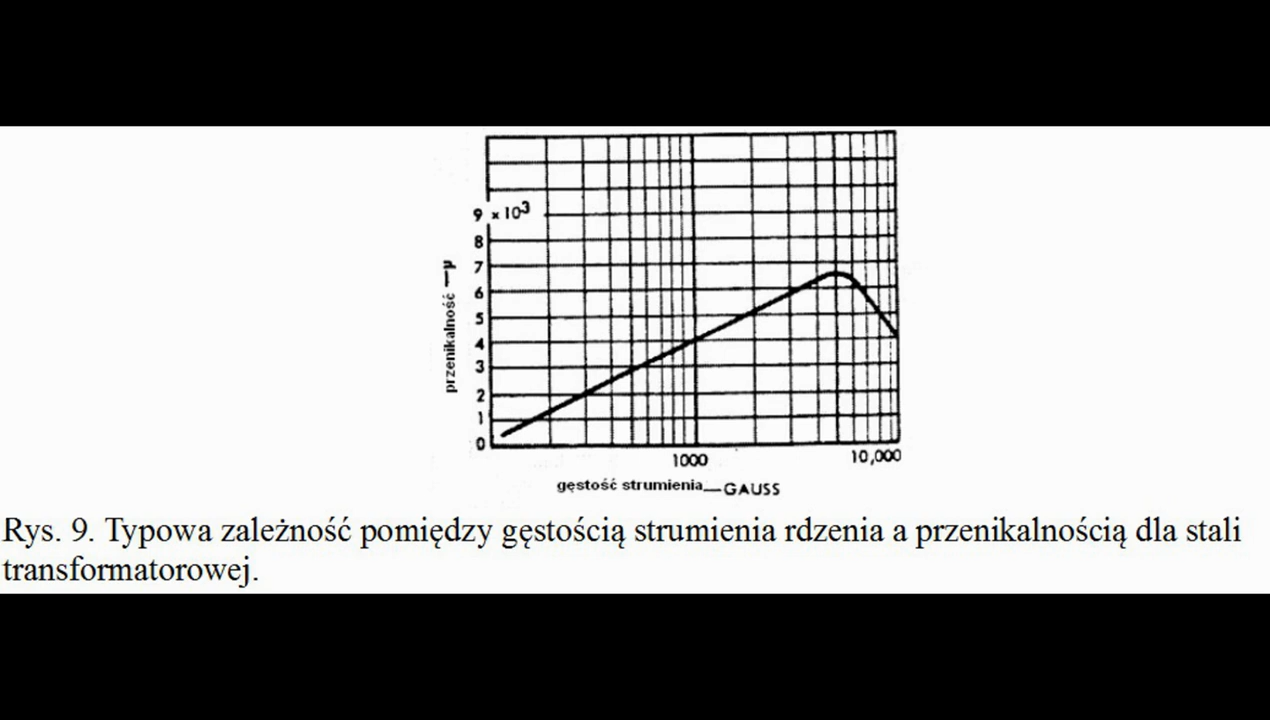 9 × 10³
8
7
6
5
4
3
2
1
0
przenikalność — μ
1000 10,000
gęstość strumienia — GAUSS
Rys. 9. Typowa zależność pomiędzy gęstością strumienia rdzenia a przenikalnością dla stali
transformatorowej.